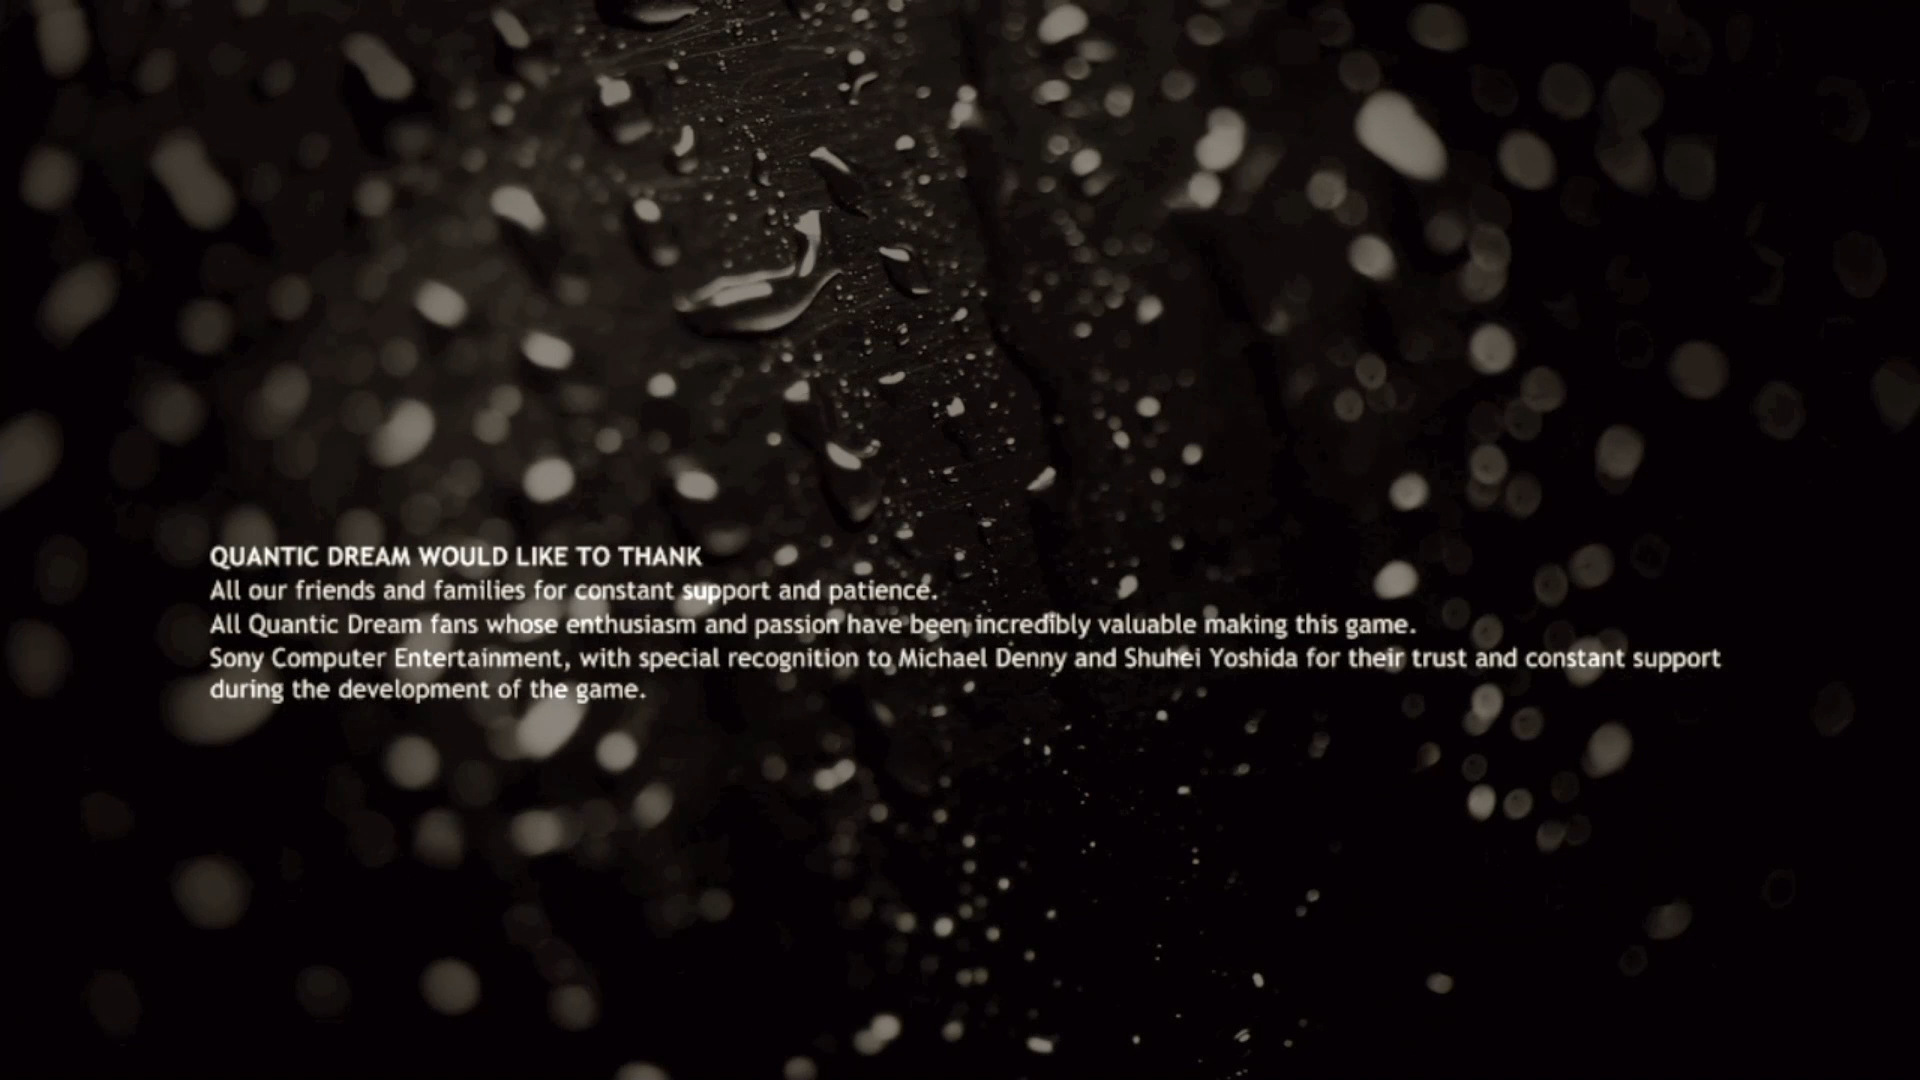 QUANTIC DREAM WOULD LIKE TO THANK
All our friends and families for constant support and patience.
All Quantic Dream fans whose enthusiasm and passion have been incredibly valuable making this game.
Sony Computer Entertainment, with special recognition to Michael Denny and Shuhei Yoshida for their trust and constant support
during the development of the game.